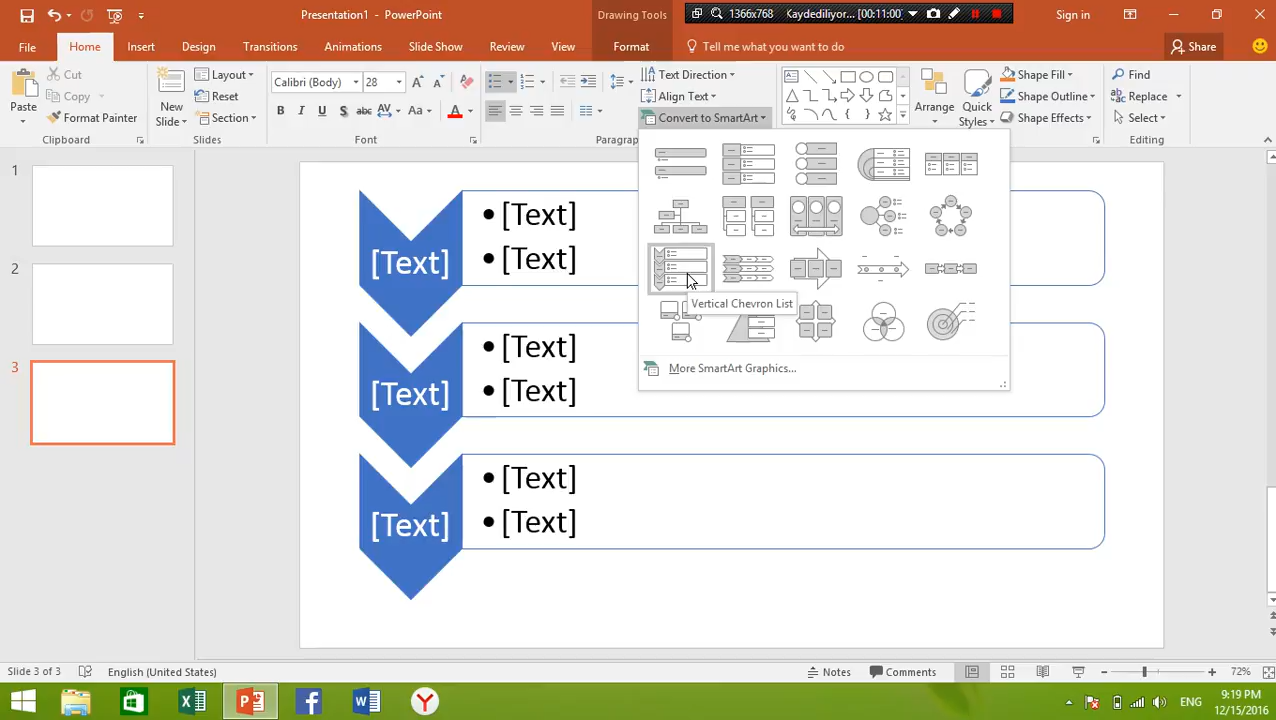 Presentation1 - PowerPoint
Drawing Tools
1366x768
Kaydediliyor...
[00:11:00]
Sign in
File
Home
Insert
Design
Transitions
Animations
Slide Show
Review
View
Format
Tell me what you want to do
Share
Paste
Cut
Copy
Format Painter
Clipboard
New
Slide
Layout
Reset
Section
Slides
Calibri (Body)
28
B
I
U
S
abc
AV
Aa
A
Font
Text Direction
Align Text
Convert to SmartArt
Paragrap
Arrange
Quick
Styles
Shape Fill
Shape Outline
Shape Effects
Find
Replace
Select
Editing
1
2
3
[Text]
• [Text]
• [Text]
[Text]
• [Text]
• [Text]
[Text]
• [Text]
• [Text]
Vertical Chevron List
More SmartArt Graphics...
Slide 3 of 3
English (United States)
Notes
Comments
72%
ENG
9:19 PM
12/15/2016